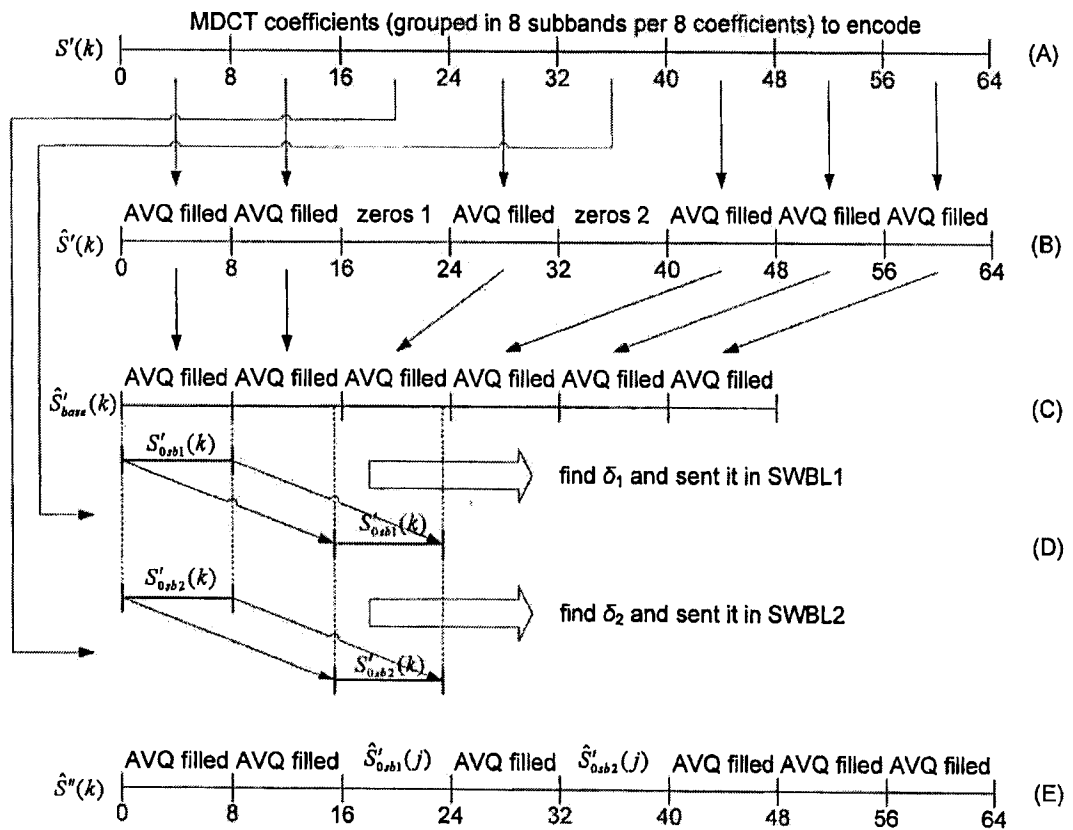 MDCT coefficients (grouped in 8 subbands per 8 coefficients) to encode
S'(k) (A)
0 8 16 24 32 40 48 56 64
AVQ filled AVQ filled zeros 1 AVQ filled zeros 2 AVQ filled AVQ filled AVQ filled
Ŝ'(k) (B)
0 8 16 24 32 40 48 56 64
AVQ filled AVQ filled AVQ filled AVQ filled AVQ filled AVQ filled
Ŝ'base(k) (C)
S'0sb1(k)
find δ1 and sent it in SWBL1
S'0sb1(k)
(D)
S'0sb2(k)
find δ2 and sent it in SWBL2
S'0sb2(k)
AVQ filled AVQ filled Ŝ'0sb1(j) AVQ filled Ŝ'0sb2(j) AVQ filled AVQ filled AVQ filled
Ŝ"(k) (E)
0 8 16 24 32 40 48 56 64